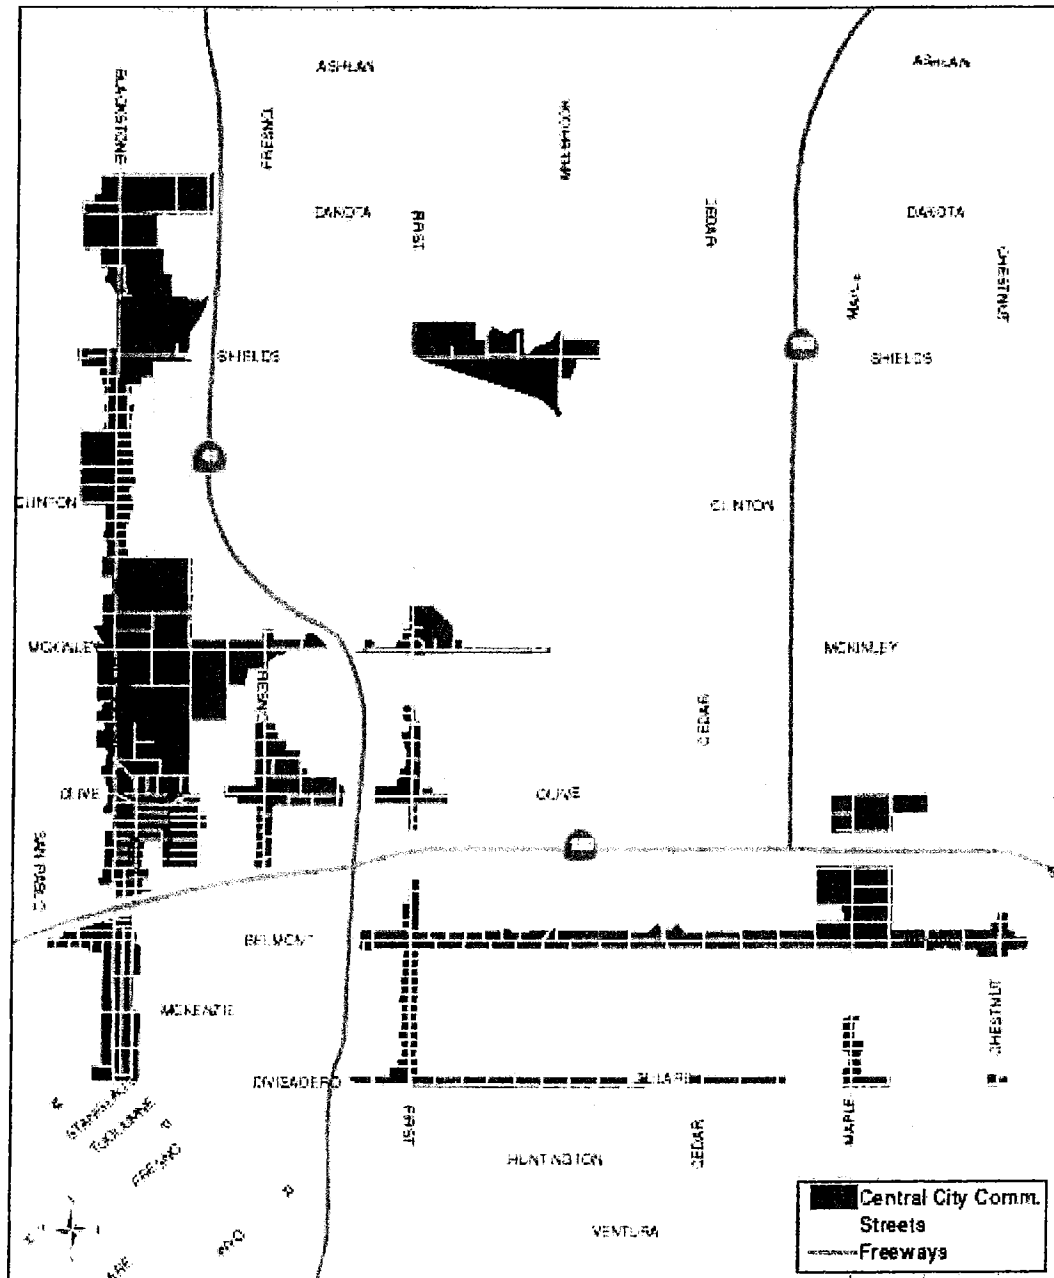 ASHLAN
ASHLAN
BLACKSTONE
FRESNO
DAKOTA
FIRST
CEDAR
DAKOTA
MAPLE
CHESTNUT
SHIELDS
SHIELDS
CLINTON
CLINTON
MCKINLEY
MCKINLEY
FRESNO
CEDAR
OLIVE
OLIVE
SAN PABLO
BELMONT
MCKENZIE
CHESTNUT
DIVISADERO
TULARE
STANISLAUS
TUOLUMNE
FRESNO
FIRST
CEDAR
MAPLE
HUNTINGTON
VENTURA
Central City Comm.
Streets
Freeways